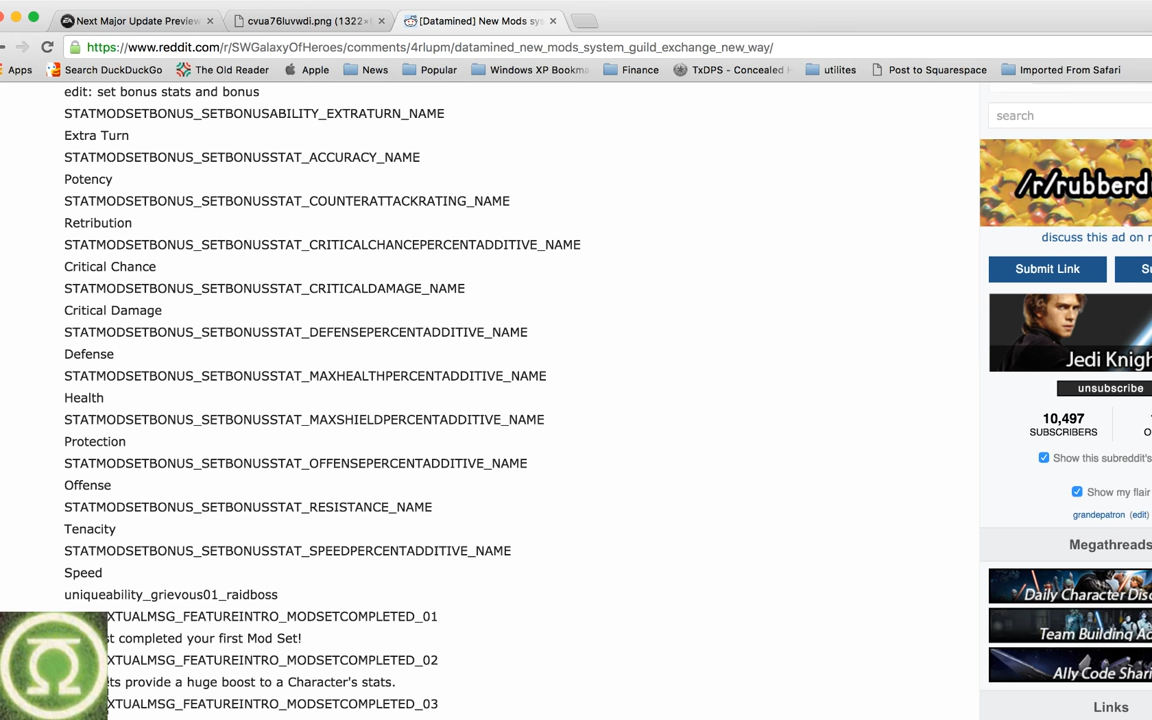 Next Major Update Preview
cvua76luvwdi.png (1322×
[Datamined] New Mods sys
https://www.reddit.com/r/SWGalaxyOfHeroes/comments/4rlupm/datamined_new_mods_system_guild_exchange_new_way/
Apps Search DuckDuckGo The Old Reader Apple News Popular Windows XP Bookma Finance TxDPS - Concealed H utilites Post to Squarespace Imported From Safari
edit: set bonus stats and bonus
STATMODSETBONUS_SETBONUSABILITY_EXTRATURN_NAME
Extra Turn
STATMODSETBONUS_SETBONUSSTAT_ACCURACY_NAME
Potency
STATMODSETBONUS_SETBONUSSTAT_COUNTERATTACKRATING_NAME
Retribution
STATMODSETBONUS_SETBONUSSTAT_CRITICALCHANCEPERCENTADDITIVE_NAME
Critical Chance
STATMODSETBONUS_SETBONUSSTAT_CRITICALDAMAGE_NAME
Critical Damage
STATMODSETBONUS_SETBONUSSTAT_DEFENSEPERCENTADDITIVE_NAME
Defense
STATMODSETBONUS_SETBONUSSTAT_MAXHEALTHPERCENTADDITIVE_NAME
Health
STATMODSETBONUS_SETBONUSSTAT_MAXSHIELDPERCENTADDITIVE_NAME
Protection
STATMODSETBONUS_SETBONUSSTAT_OFFENSEPERCENTADDITIVE_NAME
Offense
STATMODSETBONUS_SETBONUSSTAT_RESISTANCE_NAME
Tenacity
STATMODSETBONUS_SETBONUSSTAT_SPEEDPERCENTADDITIVE_NAME
Speed
uniqueability_grievous01_raidboss
XTUALMSG_FEATUREINTRO_MODSETCOMPLETED_01
st completed your first Mod Set!
XTUALMSG_FEATUREINTRO_MODSETCOMPLETED_02
ets provide a huge boost to a Character's stats.
XTUALMSG_FEATUREINTRO_MODSETCOMPLETED_03
search
/r/rubberdu
discuss this ad on r
Submit Link Su
Jedi Knigh
unsubscribe
10,497
SUBSCRIBERS
Show this subreddit's
Show my flair
grandepatron (edit)
Megathreads
Daily Character Disc
Team Building Ad
Ally Code Shari
Links